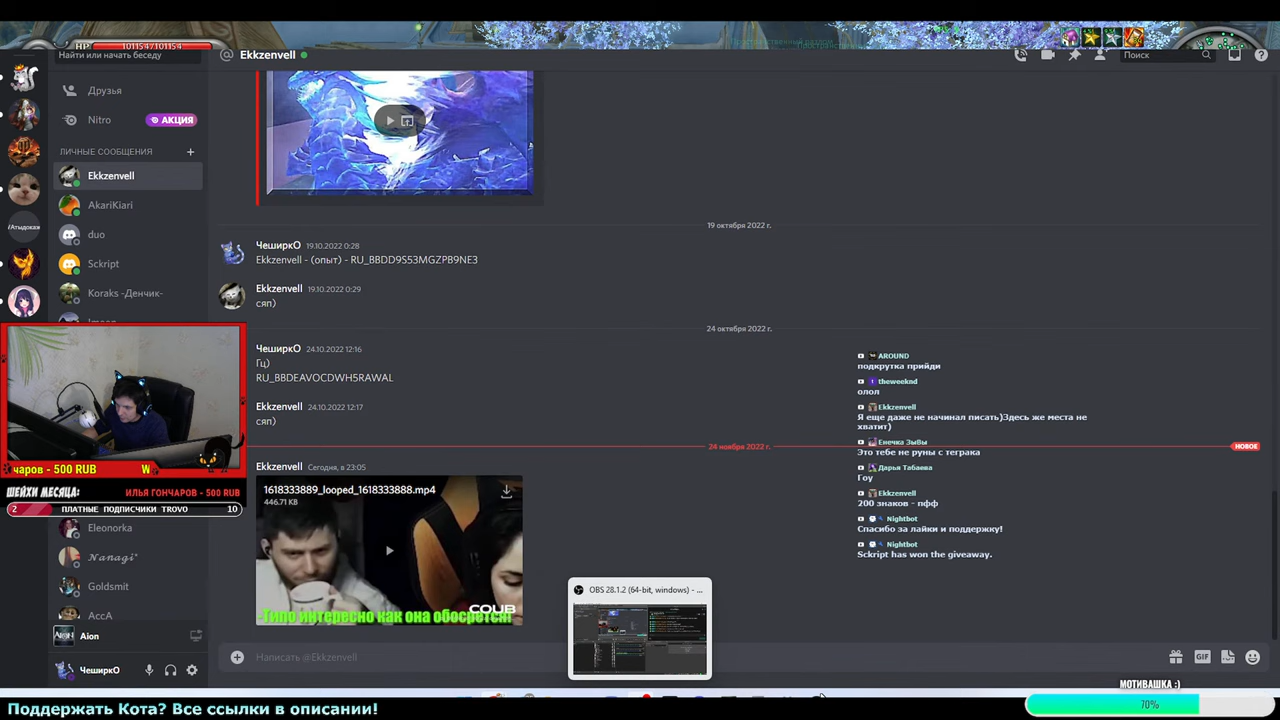 HP
101154/101154
Найти или начать беседу
Ekkzenvell
Поиск
Друзья
Nitro
АКЦИЯ
ЛИЧНЫЕ СООБЩЕНИЯ
Ekkzenvell
AkariKiari
duo
Sckript
Koraks -Денчик-
19 октября 2022 г.
ЧеширкО 19.10.2022 0:28
Ekkzenvell - (опыт) - RU_BBDD9S53MGZPB9NE3
Ekkzenvell 19.10.2022 0:29
сяп)
24 октября 2022 г.
ЧеширкО 24.10.2022 12:16
Гц)
RU_BBDEAVOCDWH5RAWAL
Ekkzenvell 24.10.2022 12:17
сяп)
24 ноября 2022 г.
НОВОЕ
Ekkzenvell Сегодня, в 23:05
1618333889_looped_1618333888.mp4
446.71 KB
COUB
Типо интересно как она обосретсн
AROUND
подкрутка прийди
theweeknd
олол
Ekkzenvell
Я еще даже не начинал писать)Здесь же места не
хватит)
Енечка ЗыВы
Это тебе не руны с теграка
Дарья Табаева
Гоу
Ekkzenvell
200 знаков - пфф
Nightbot
Спасибо за лайки и поддержку!
Nightbot
Sckript has won the giveaway.
чаров - 500 RUB
W
ШЕЙХИ МЕСЯЦА:
ИЛЬЯ ГОНЧАРОВ - 500 RUB
2
ПЛАТНЫЕ ПОДПИСЧИКИ TROVO
10
Eleonorka
Nanagi
Goldsmit
AccA
Aion
ЧеширкО
OBS 28.1.2 (64-bit, windows) - ...
Написать @Ekkzenvell
GIF
МОТИВАШКА :)
70%
Поддержать Кота? Все ссылки в описании!